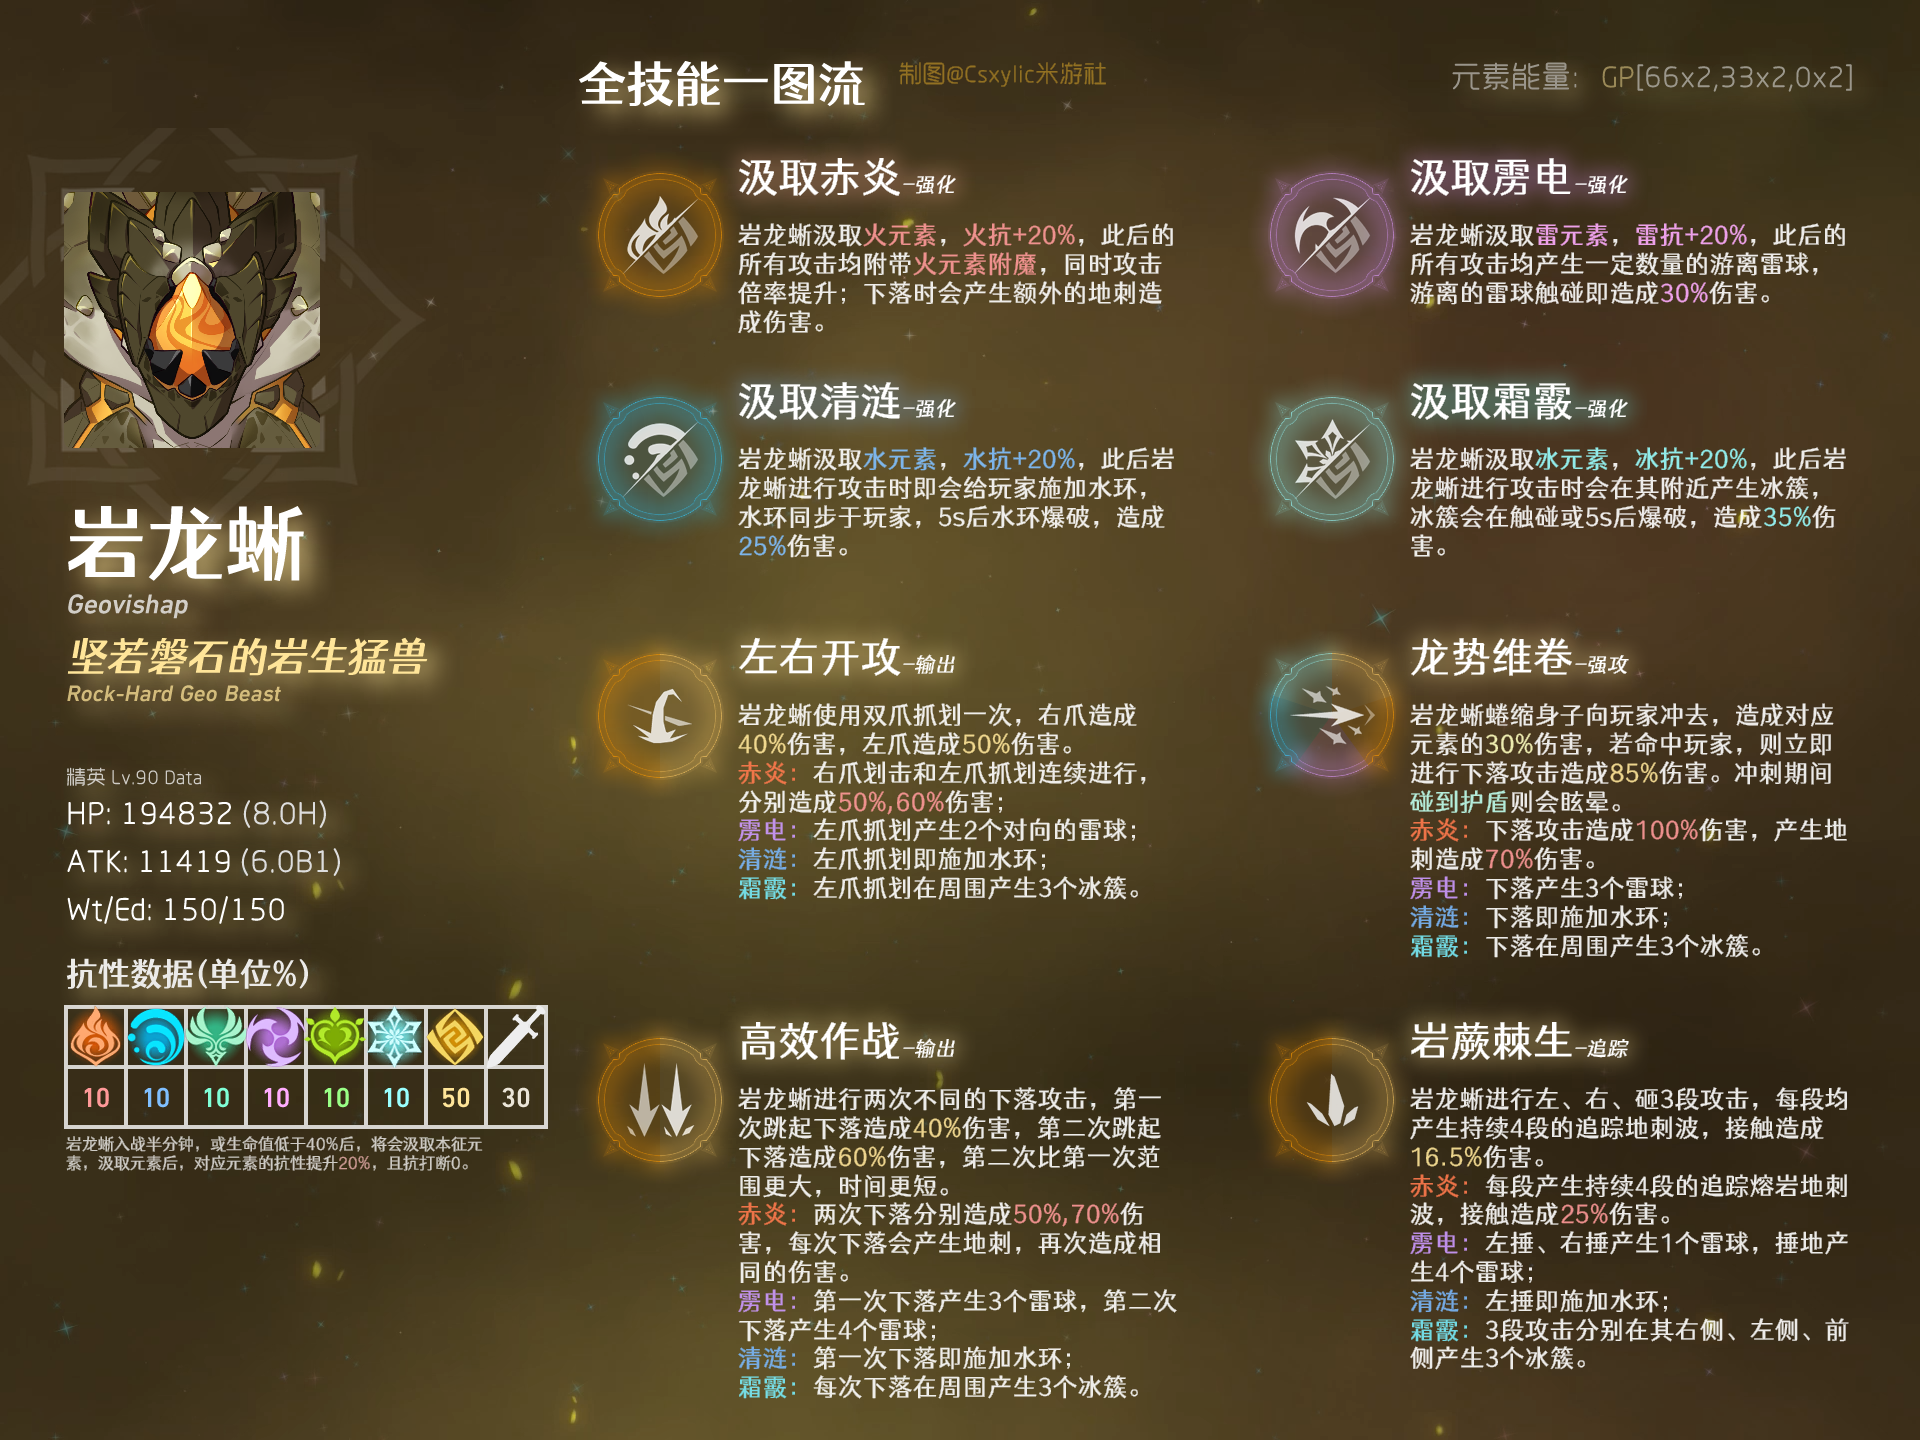 全技能一图流
制图@Csxylic米游社
元素能量：GP[66x2,33x2,0x2]
岩龙蜥
Geovishap
坚若磐石的岩生猛兽
Rock-Hard Geo Beast
精英 Lv.90 Data
HP: 194832 (8.0H)
ATK: 11419 (6.0B1)
Wt/Ed: 150/150
抗性数据(单位%)
10 10 10 10 10 10 50 30
岩龙蜥入战半分钟，或生命值低于40%后，将会汲取本征元
素，汲取元素后，对应元素的抗性提升20%，且抗打断0。
汲取赤炎-强化
岩龙蜥汲取火元素，火抗+20%，此后的
所有攻击均附带火元素附魔，同时攻击
倍率提升；下落时会产生额外的地刺造
成伤害。
汲取雳电-强化
岩龙蜥汲取雷元素，雷抗+20%，此后的
所有攻击均产生一定数量的游离雷球，
游离的雷球触碰即造成30%伤害。
汲取清涟-强化
岩龙蜥汲取水元素，水抗+20%，此后岩
龙蜥进行攻击时即会给玩家施加水环，
水环同步于玩家，5s后水环爆破，造成
25%伤害。
汲取霜霰-强化
岩龙蜥汲取冰元素，冰抗+20%，此后岩
龙蜥进行攻击时会在其附近产生冰簇，
冰簇会在触碰或5s后爆破，造成35%伤
害。
左右开攻-输出
岩龙蜥使用双爪抓划一次，右爪造成
40%伤害，左爪造成50%伤害。
赤炎：右爪划击和左爪抓划连续进行，
分别造成50%,60%伤害；
雳电：左爪抓划产生2个对向的雷球；
清涟：左爪抓划即施加水环；
霜霰：左爪抓划在周围产生3个冰簇。
龙势维卷-强攻
岩龙蜥蜷缩身子向玩家冲去，造成对应
元素的30%伤害，若命中玩家，则立即
进行下落攻击造成85%伤害。冲刺期间
碰到护盾则会眩晕。
赤炎：下落攻击造成100%伤害，产生地
刺造成70%伤害。
雳电：下落产生3个雷球；
清涟：下落即施加水环；
霜霰：下落在周围产生3个冰簇。
高效作战-输出
岩龙蜥进行两次不同的下落攻击，第一
次跳起下落造成40%伤害，第二次跳起
下落造成60%伤害，第二次比第一次范
围更大，时间更短。
赤炎：两次下落分别造成50%,70%伤
害，每次下落会产生地刺，再次造成相
同的伤害。
雳电：第一次下落产生3个雷球，第二次
下落产生4个雷球；
清涟：第一次下落即施加水环；
霜霰：每次下落在周围产生3个冰簇。
岩蕨棘生-追踪
岩龙蜥进行左、右、砸3段攻击，每段均
产生持续4段的追踪地刺波，接触造成
16.5%伤害。
赤炎：每段产生持续4段的追踪熔岩地刺
波，接触造成25%伤害。
雳电：左捶、右捶产生1个雷球，捶地产
生4个雷球；
清涟：左捶即施加水环；
霜霰：3段攻击分别在其右侧、左侧、前
侧产生3个冰簇。